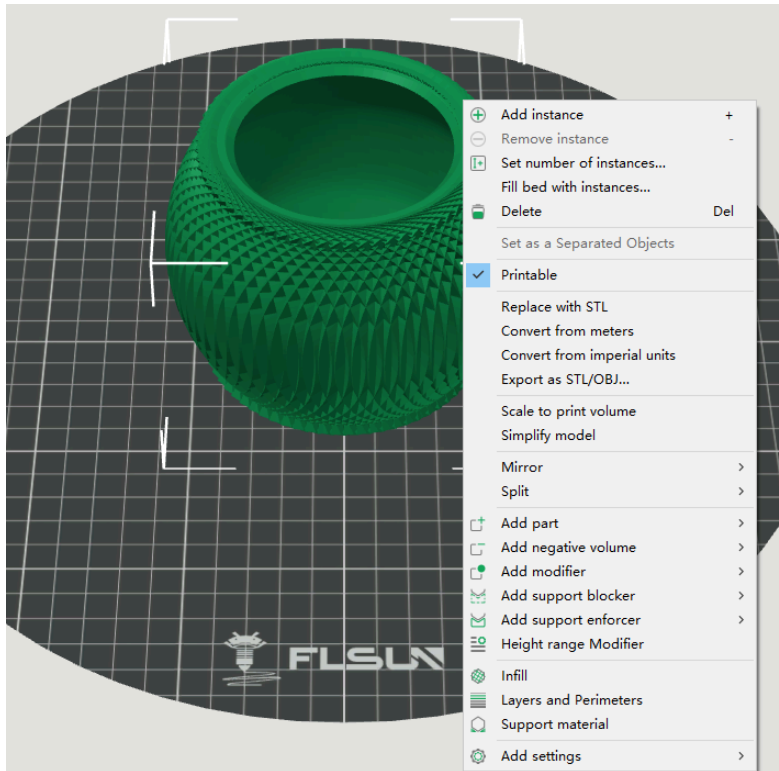 Add instance +
Remove instance -
Set number of instances...
Fill bed with instances...
Delete Del
Set as a Separated Objects
Printable
Replace with STL
Convert from meters
Convert from imperial units
Export as STL/OBJ...
Scale to print volume
Simplify model
Mirror
Split
Add part
Add negative volume
Add modifier
Add support blocker
Add support enforcer
Height range Modifier
Infill
Layers and Perimeters
Support material
Add settings
FLSUN